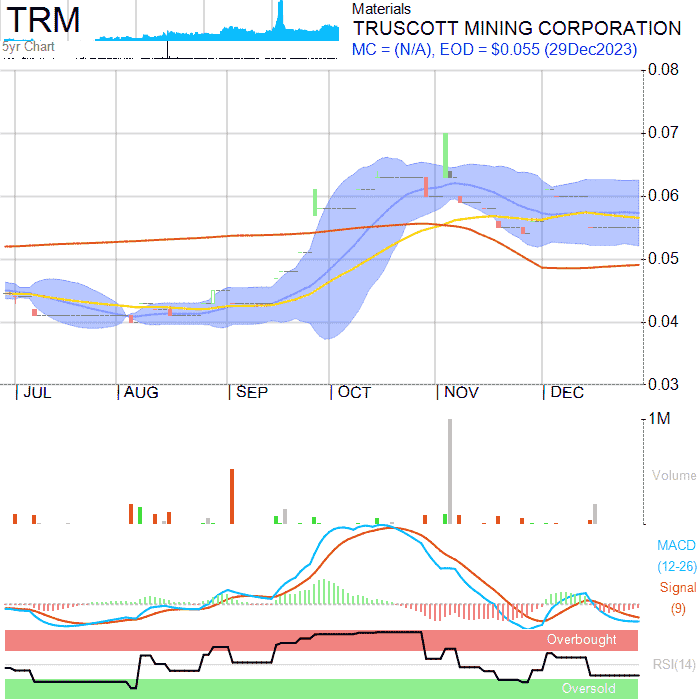 TRM
5yr Chart
Materials
TRUSCOTT MINING CORPORATION
MC = (N/A), EOD = $0.055 (29Dec2023)
0.08
0.07
0.06
0.05
0.04
0.03
JUL AUG SEP OCT NOV DEC
1M
Volume
MACD
(12-26)
Signal
(9)
Overbought
RSI(14)
Oversold